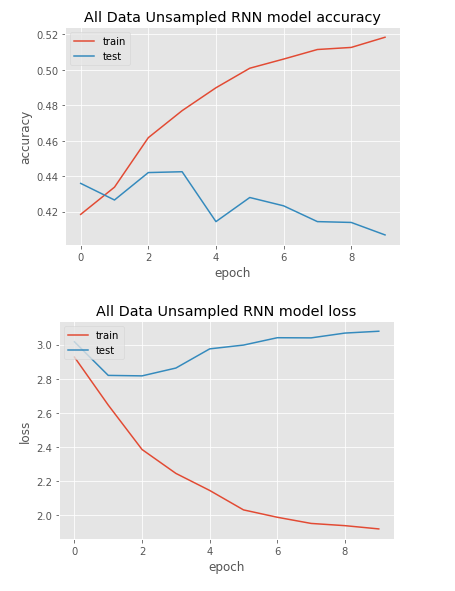 All Data Unsampled RNN model accuracy
0.52
train
test
0.50
0.48
0.46
0.44
0.42
accuracy
0 2 4 6 8
epoch
All Data Unsampled RNN model loss
train
test
3.0
2.8
2.6
2.4
2.2
2.0
loss
0 2 4 6 8
epoch